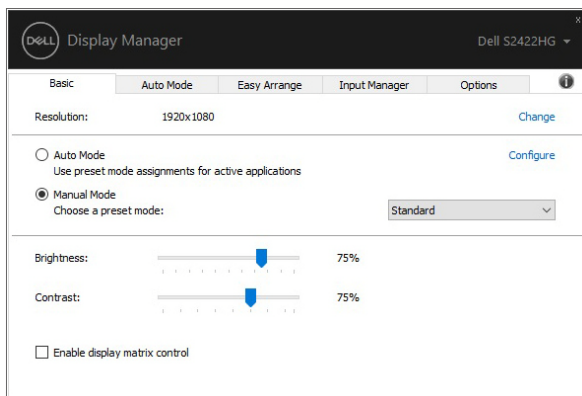 x
DELL Display Manager Dell S2422HG
Basic Auto Mode Easy Arrange Input Manager Options i
Resolution: 1920x1080 Change
Auto Mode Configure
Use preset mode assignments for active applications
Manual Mode
Choose a preset mode: Standard
Brightness: 75%
Contrast: 75%
Enable display matrix control